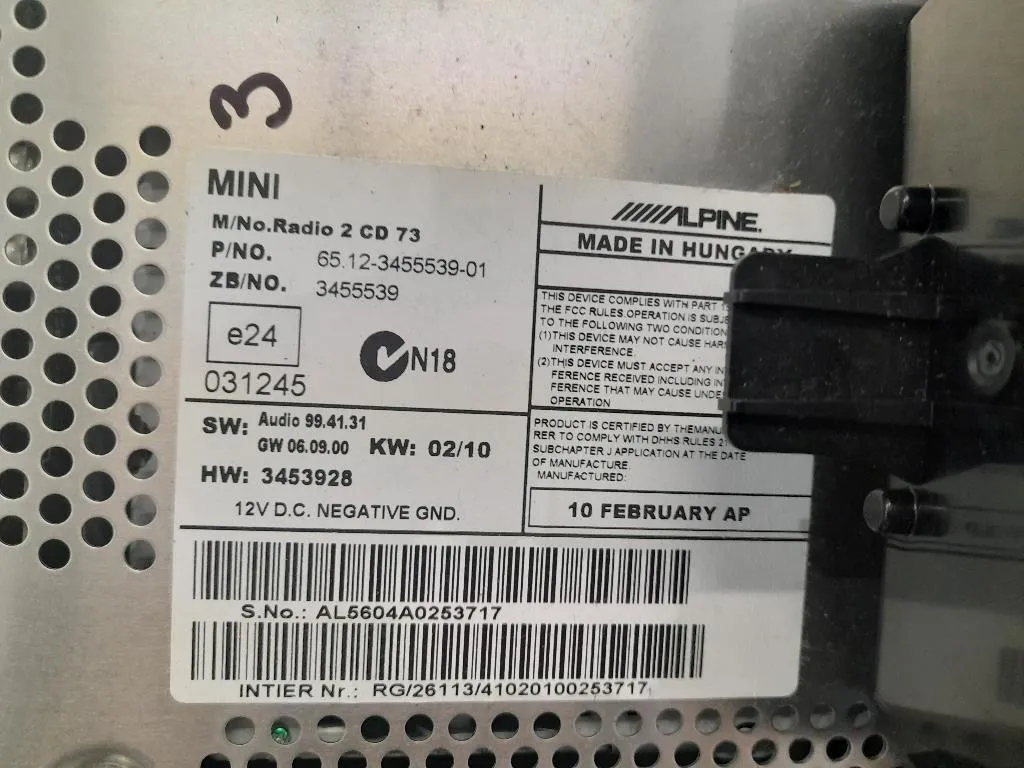 3
MINI
M/No.Radio 2 CD 73
P/NO. 65.12-3455539-01
ZB/NO. 3455539
e24
031245
N18
SW: Audio 99.41.31
GW 06.09.00 KW: 02/10
HW: 3453928
12V D.C. NEGATIVE GND.
ALPINE
MADE IN HUNGARY
THIS DEVICE COMPLIES WITH PART
THE FCC RULES.OPERATION IS
TO THE FOLLOWING TWO
(1)THIS DEVICE MAY NOT CAUSE
INTERFERENCE.
(2)THIS DEVICE MUST ACCEPT ANY
FERENCE RECEIVED INCLUDING
FERENCE THAT MAY CAUSE
OPERATION
PRODUCT IS CERTIFIED BY
RER TO COMPLY WITH DHHS RULES
SUBCHAPTER J APPLICATION AT THE DATE
OF MANUFACTURE.
MANUFACTURED:
10 FEBRUARY AP
S.No.: AL5604A0253717
INTIER Nr.: RG/26113/41020100253717